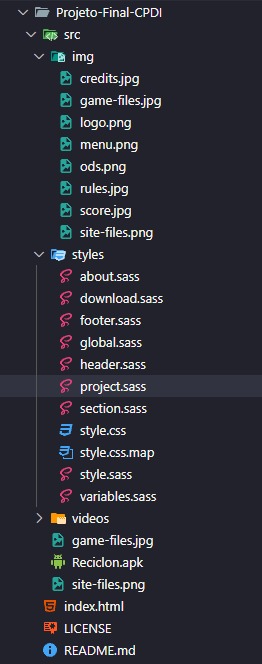 Projeto-Final-CPDI
src
img
credits.jpg
game-files.jpg
logo.png
menu.png
ods.png
rules.jpg
score.jpg
site-files.png
styles
about.sass
download.sass
footer.sass
global.sass
header.sass
project.sass
section.sass
style.css
style.css.map
style.sass
variables.sass
videos
game-files.jpg
Reciclon.apk
site-files.png
index.html
LICENSE
README.md